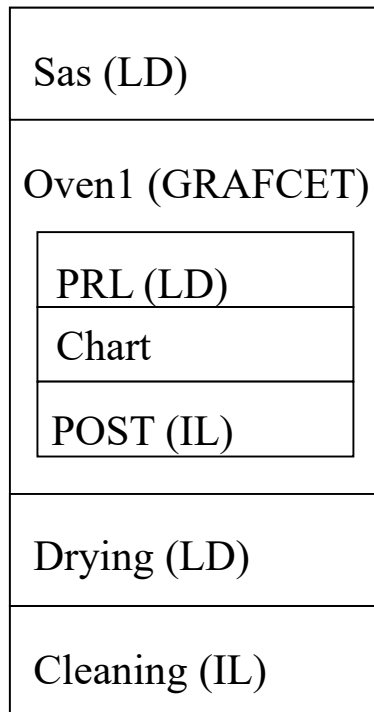 Sas (LD)
Oven1 (GRAFCET)
PRL (LD)
Chart
POST (IL)
Drying (LD)
Cleaning (IL)